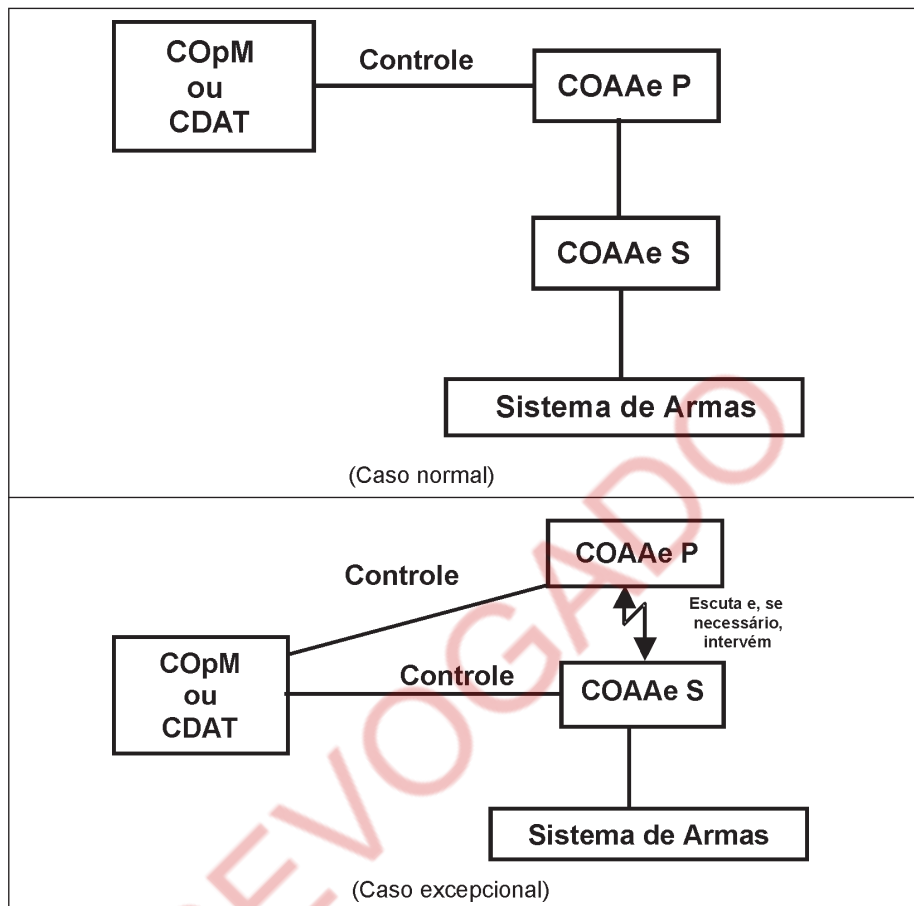 COpM
ou
CDAT
Controle
COAAe P
COAAe S
Sistema de Armas
(Caso normal)
COAAe P
Controle
Escuta e, se
necessário,
intervém
COpM
ou
CDAT
Controle
COAAe S
Sistema de Armas
(Caso excepcional)
REVOGADO